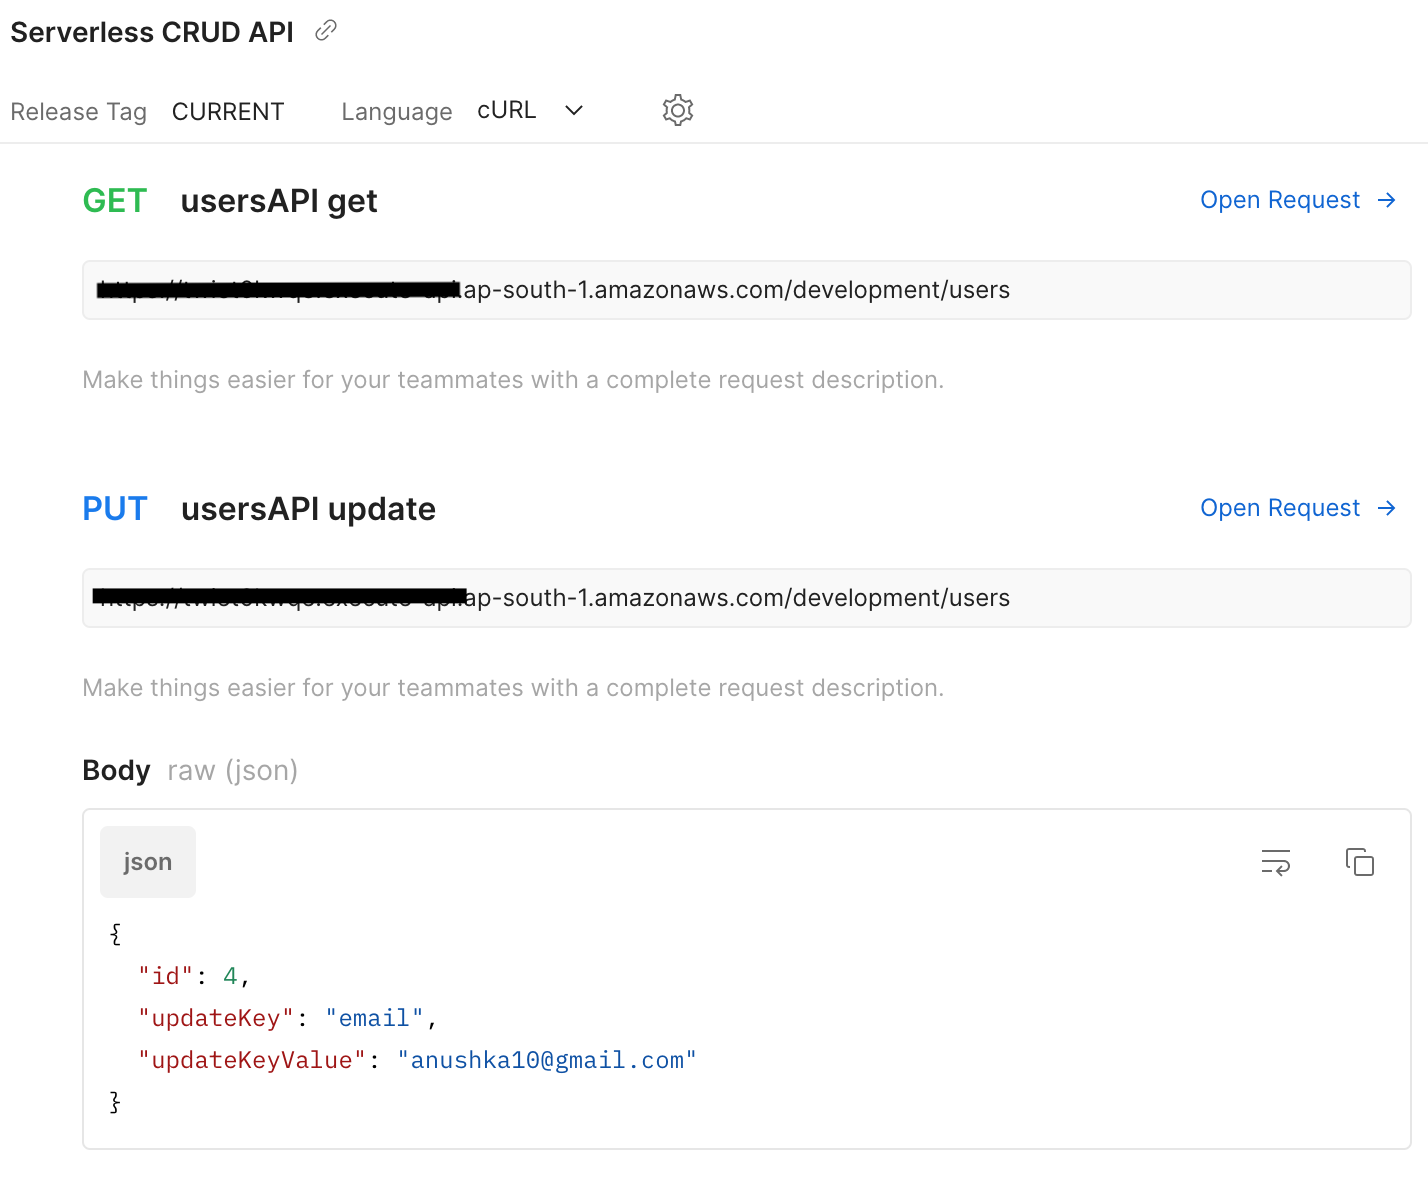 Serverless CRUD API
Release Tag CURRENT Language cURL
GET usersAPI get Open Request →
ap-south-1.amazonaws.com/development/users
Make things easier for your teammates with a complete request description.
PUT usersAPI update Open Request →
ap-south-1.amazonaws.com/development/users
Make things easier for your teammates with a complete request description.
Body raw (json)
json
{
"id": 4,
"updateKey": "email",
"updateKeyValue": "anushka10@gmail.com"
}